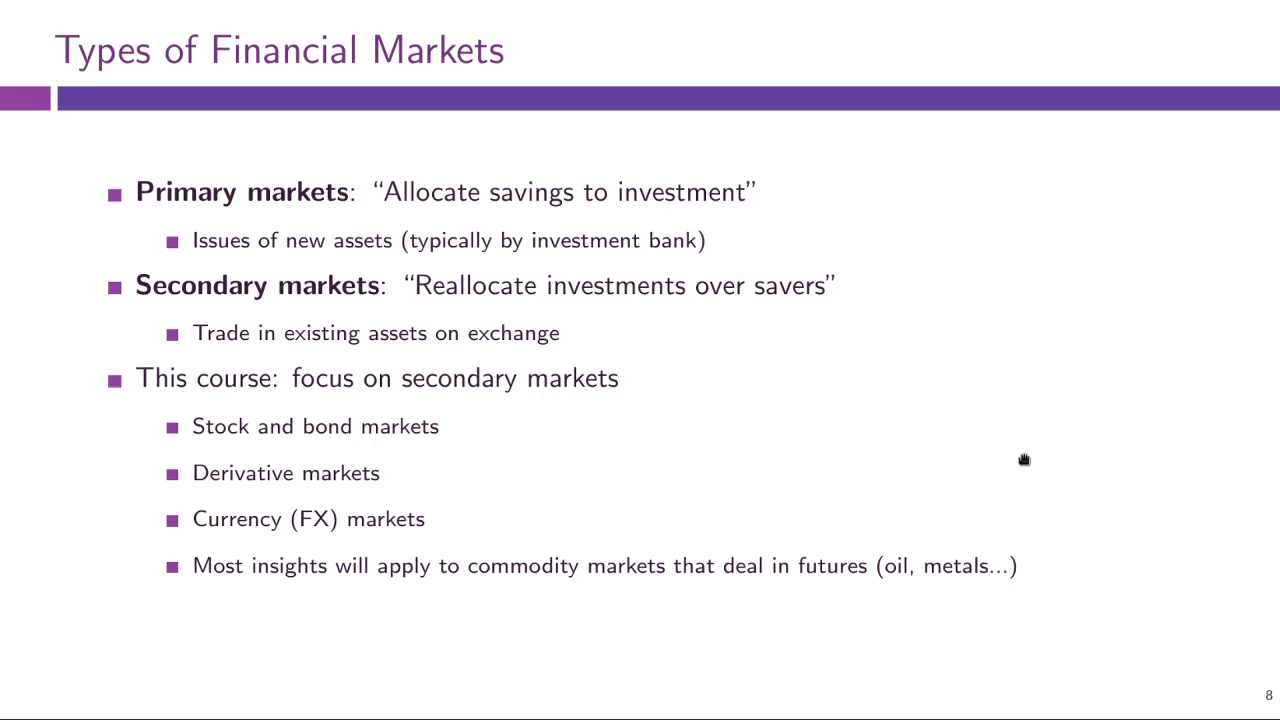 Types of Financial Markets
Primary markets: “Allocate savings to investment”
Issues of new assets (typically by investment bank)
Secondary markets: “Reallocate investments over savers”
Trade in existing assets on exchange
This course: focus on secondary markets
Stock and bond markets
Derivative markets
Currency (FX) markets
Most insights will apply to commodity markets that deal in futures (oil, metals...)
8